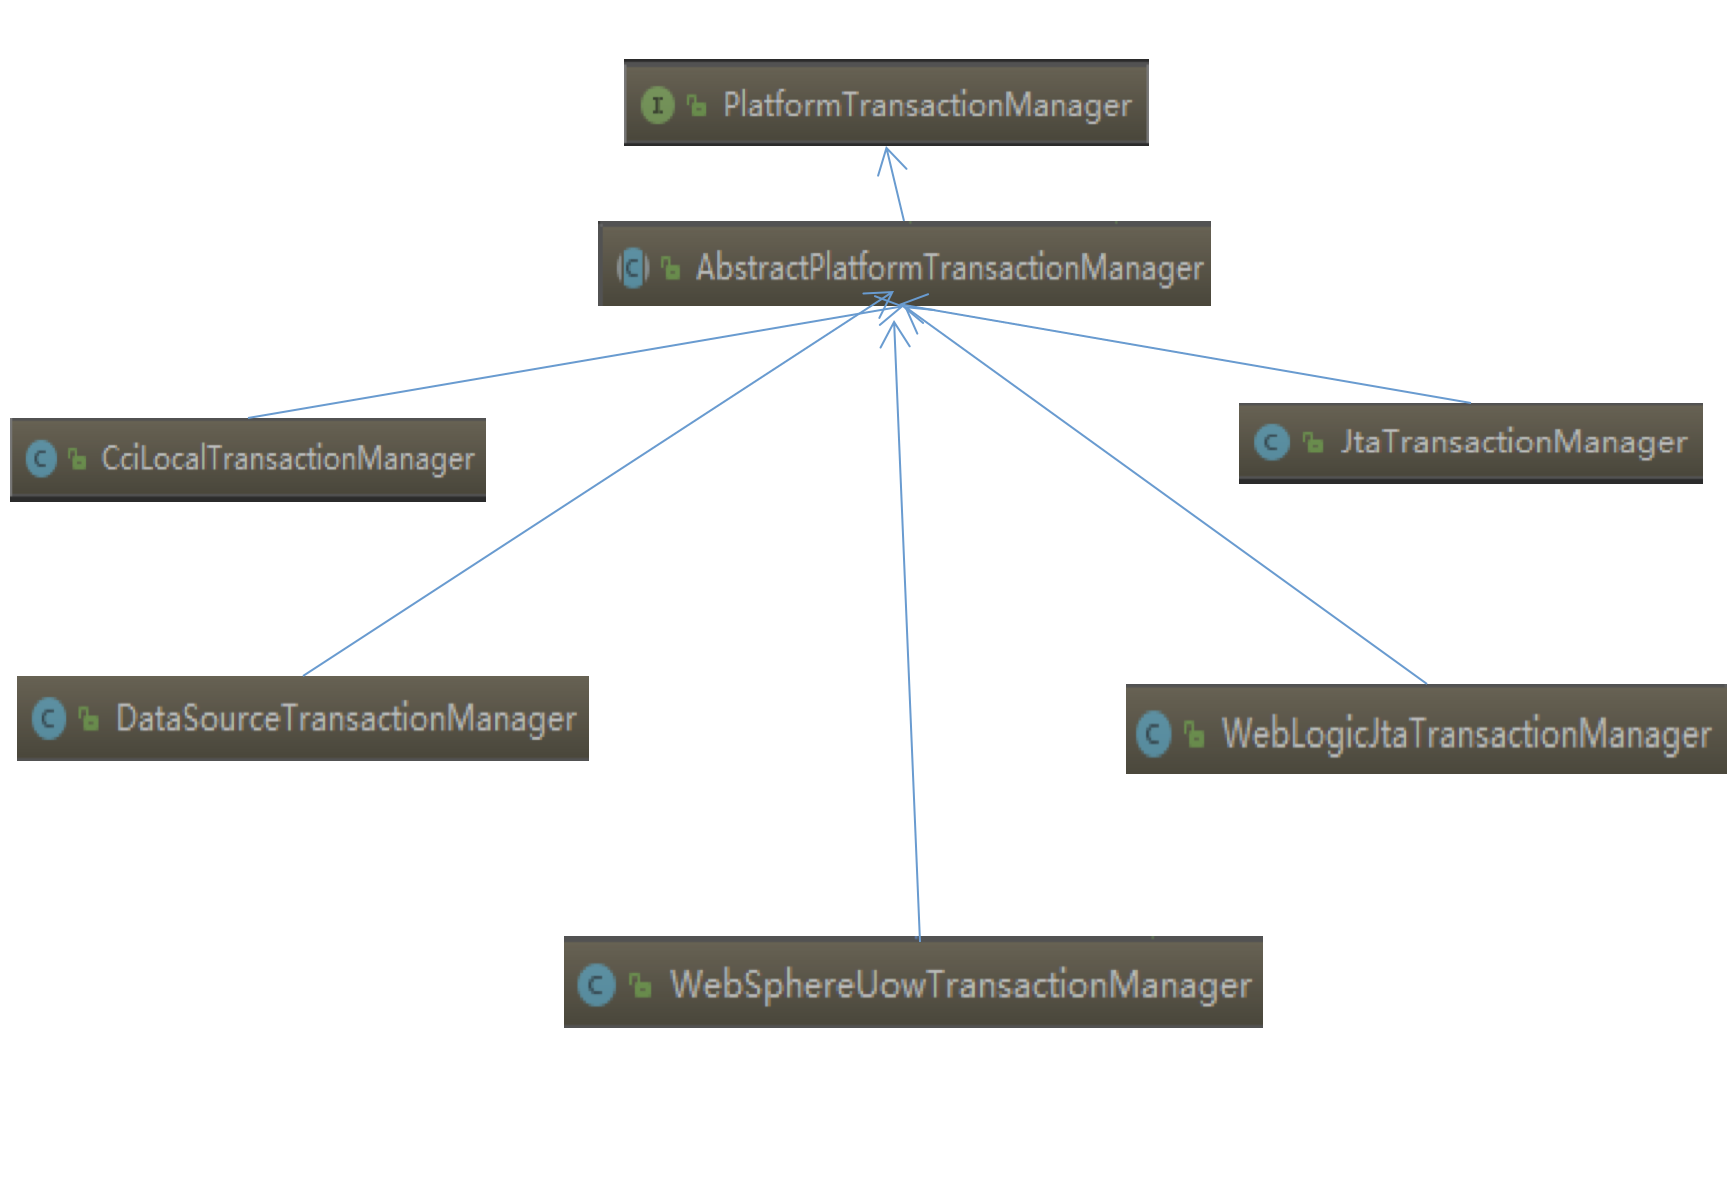 I PlatformTransactionManager
C AbstractPlatformTransactionManager
C CciLocalTransactionManager
C JtaTransactionManager
C DataSourceTransactionManager
C WebLogicJtaTransactionManager
C WebSphereUowTransactionManager